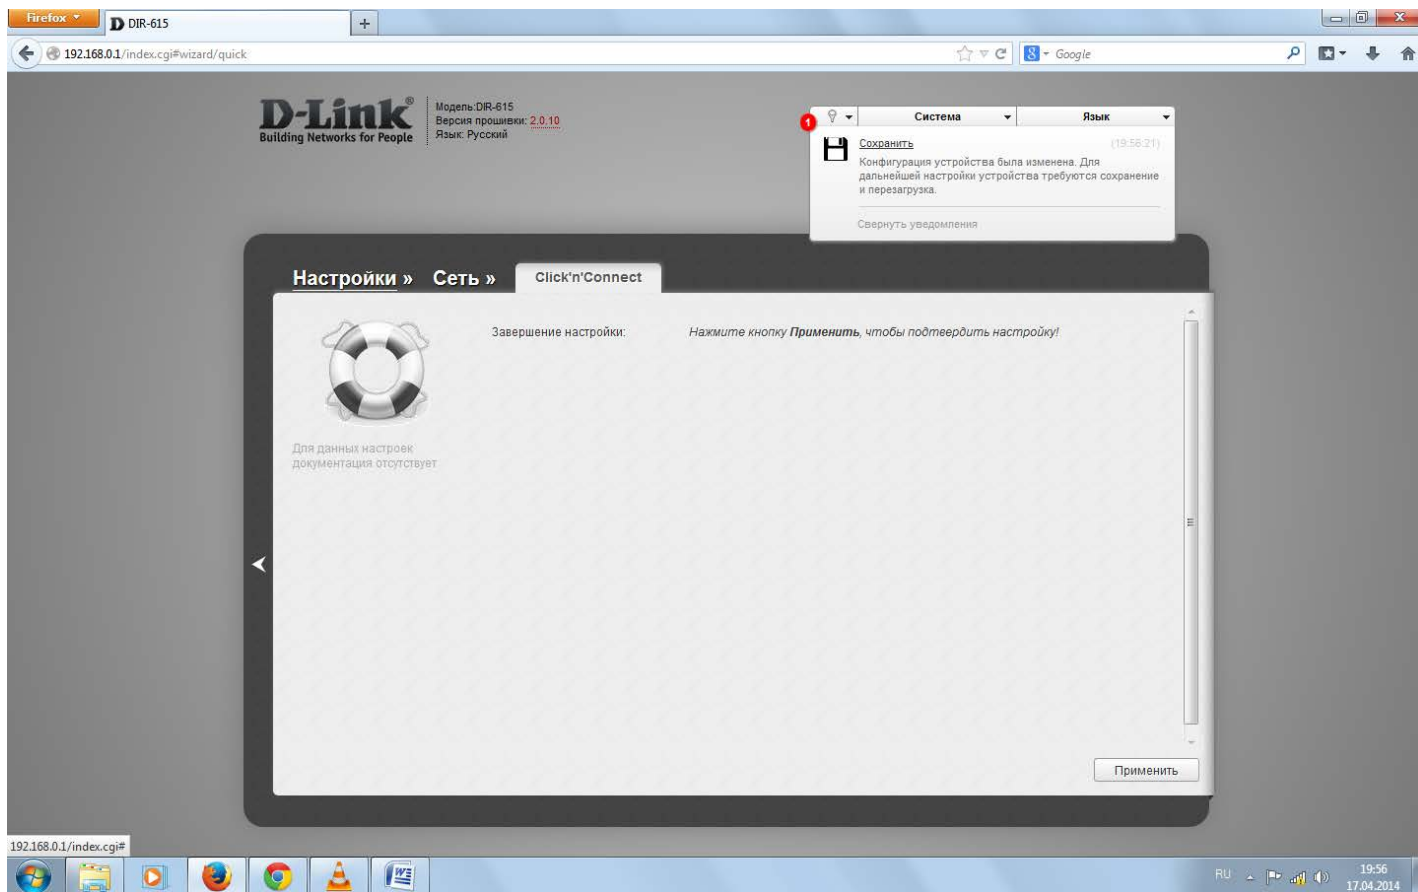 Firefox
DIR-615
192.168.0.1/index.cgi#wizard/quick
Google
D-Link®
Building Networks for People
Модель:DIR-615
Версия прошивки: 2.0.10
Язык: Русский
1
Система
Язык
Сохранить (19:56:21)
Конфигурация устройства была изменена. Для
дальнейшей настройки устройства требуются сохранение
и перезагрузка.
Свернуть уведомления
Настройки » Сеть » Click'n'Connect
Завершение настройки: Нажмите кнопку Применить, чтобы подтвердить настройку!
Для данных настроек
документация отсутствует
Применить
192.168.0.1/index.cgi#
RU
19:56
17.04.2014